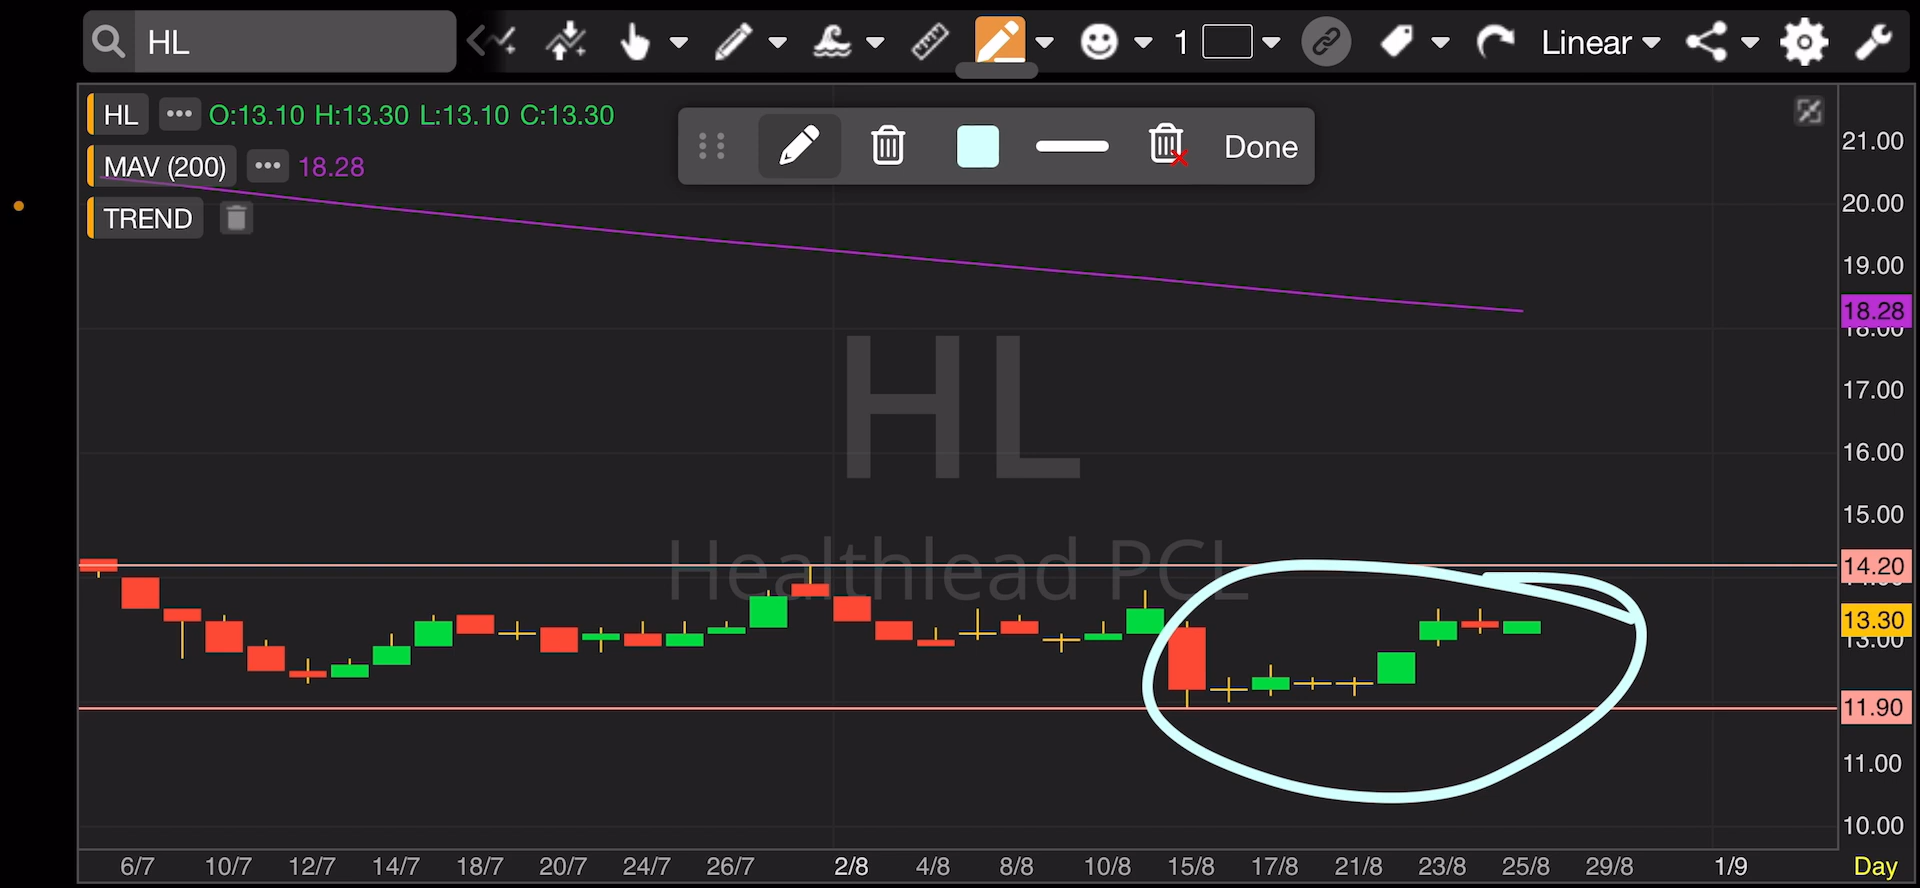 HL
1
Linear
HL ••• O:13.10 H:13.30 L:13.10 C:13.30
MAV (200) ••• 18.28
TREND
Done
HL
Healthlead PCL
21.00
20.00
19.00
18.28
18.00
17.00
16.00
15.00
14.20
14.00
13.30
13.00
11.90
11.00
10.00
6/7 10/7 12/7 14/7 18/7 20/7 24/7 26/7 2/8 4/8 8/8 10/8 15/8 17/8 21/8 23/8 25/8 29/8 1/9 Day